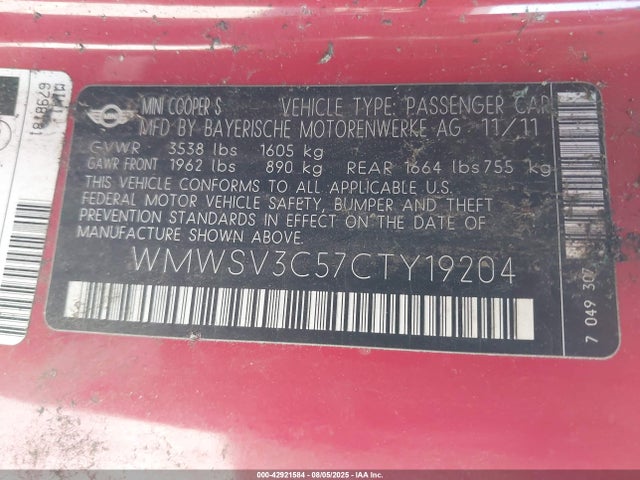 MINI COOPER S VEHICLE TYPE: PASSENGER CAR
MFD BY BAYERISCHE MOTORENWERKE AG 11/11
GVWR 3538 lbs 1605 kg
GAWR FRONT 1962 lbs 890 kg REAR 1664 lbs 755 kg
THIS VEHICLE CONFORMS TO ALL APPLICABLE U.S.
FEDERAL MOTOR VEHICLE SAFETY, BUMPER AND THEFT
PREVENTION STANDARDS IN EFFECT ON THE DATE OF
MANUFACTURE SHOWN ABOVE.
WMWSV3C57CTY19204
7 049 307
MINI
000-42921584 - 08/05/2025 - IAA Inc.